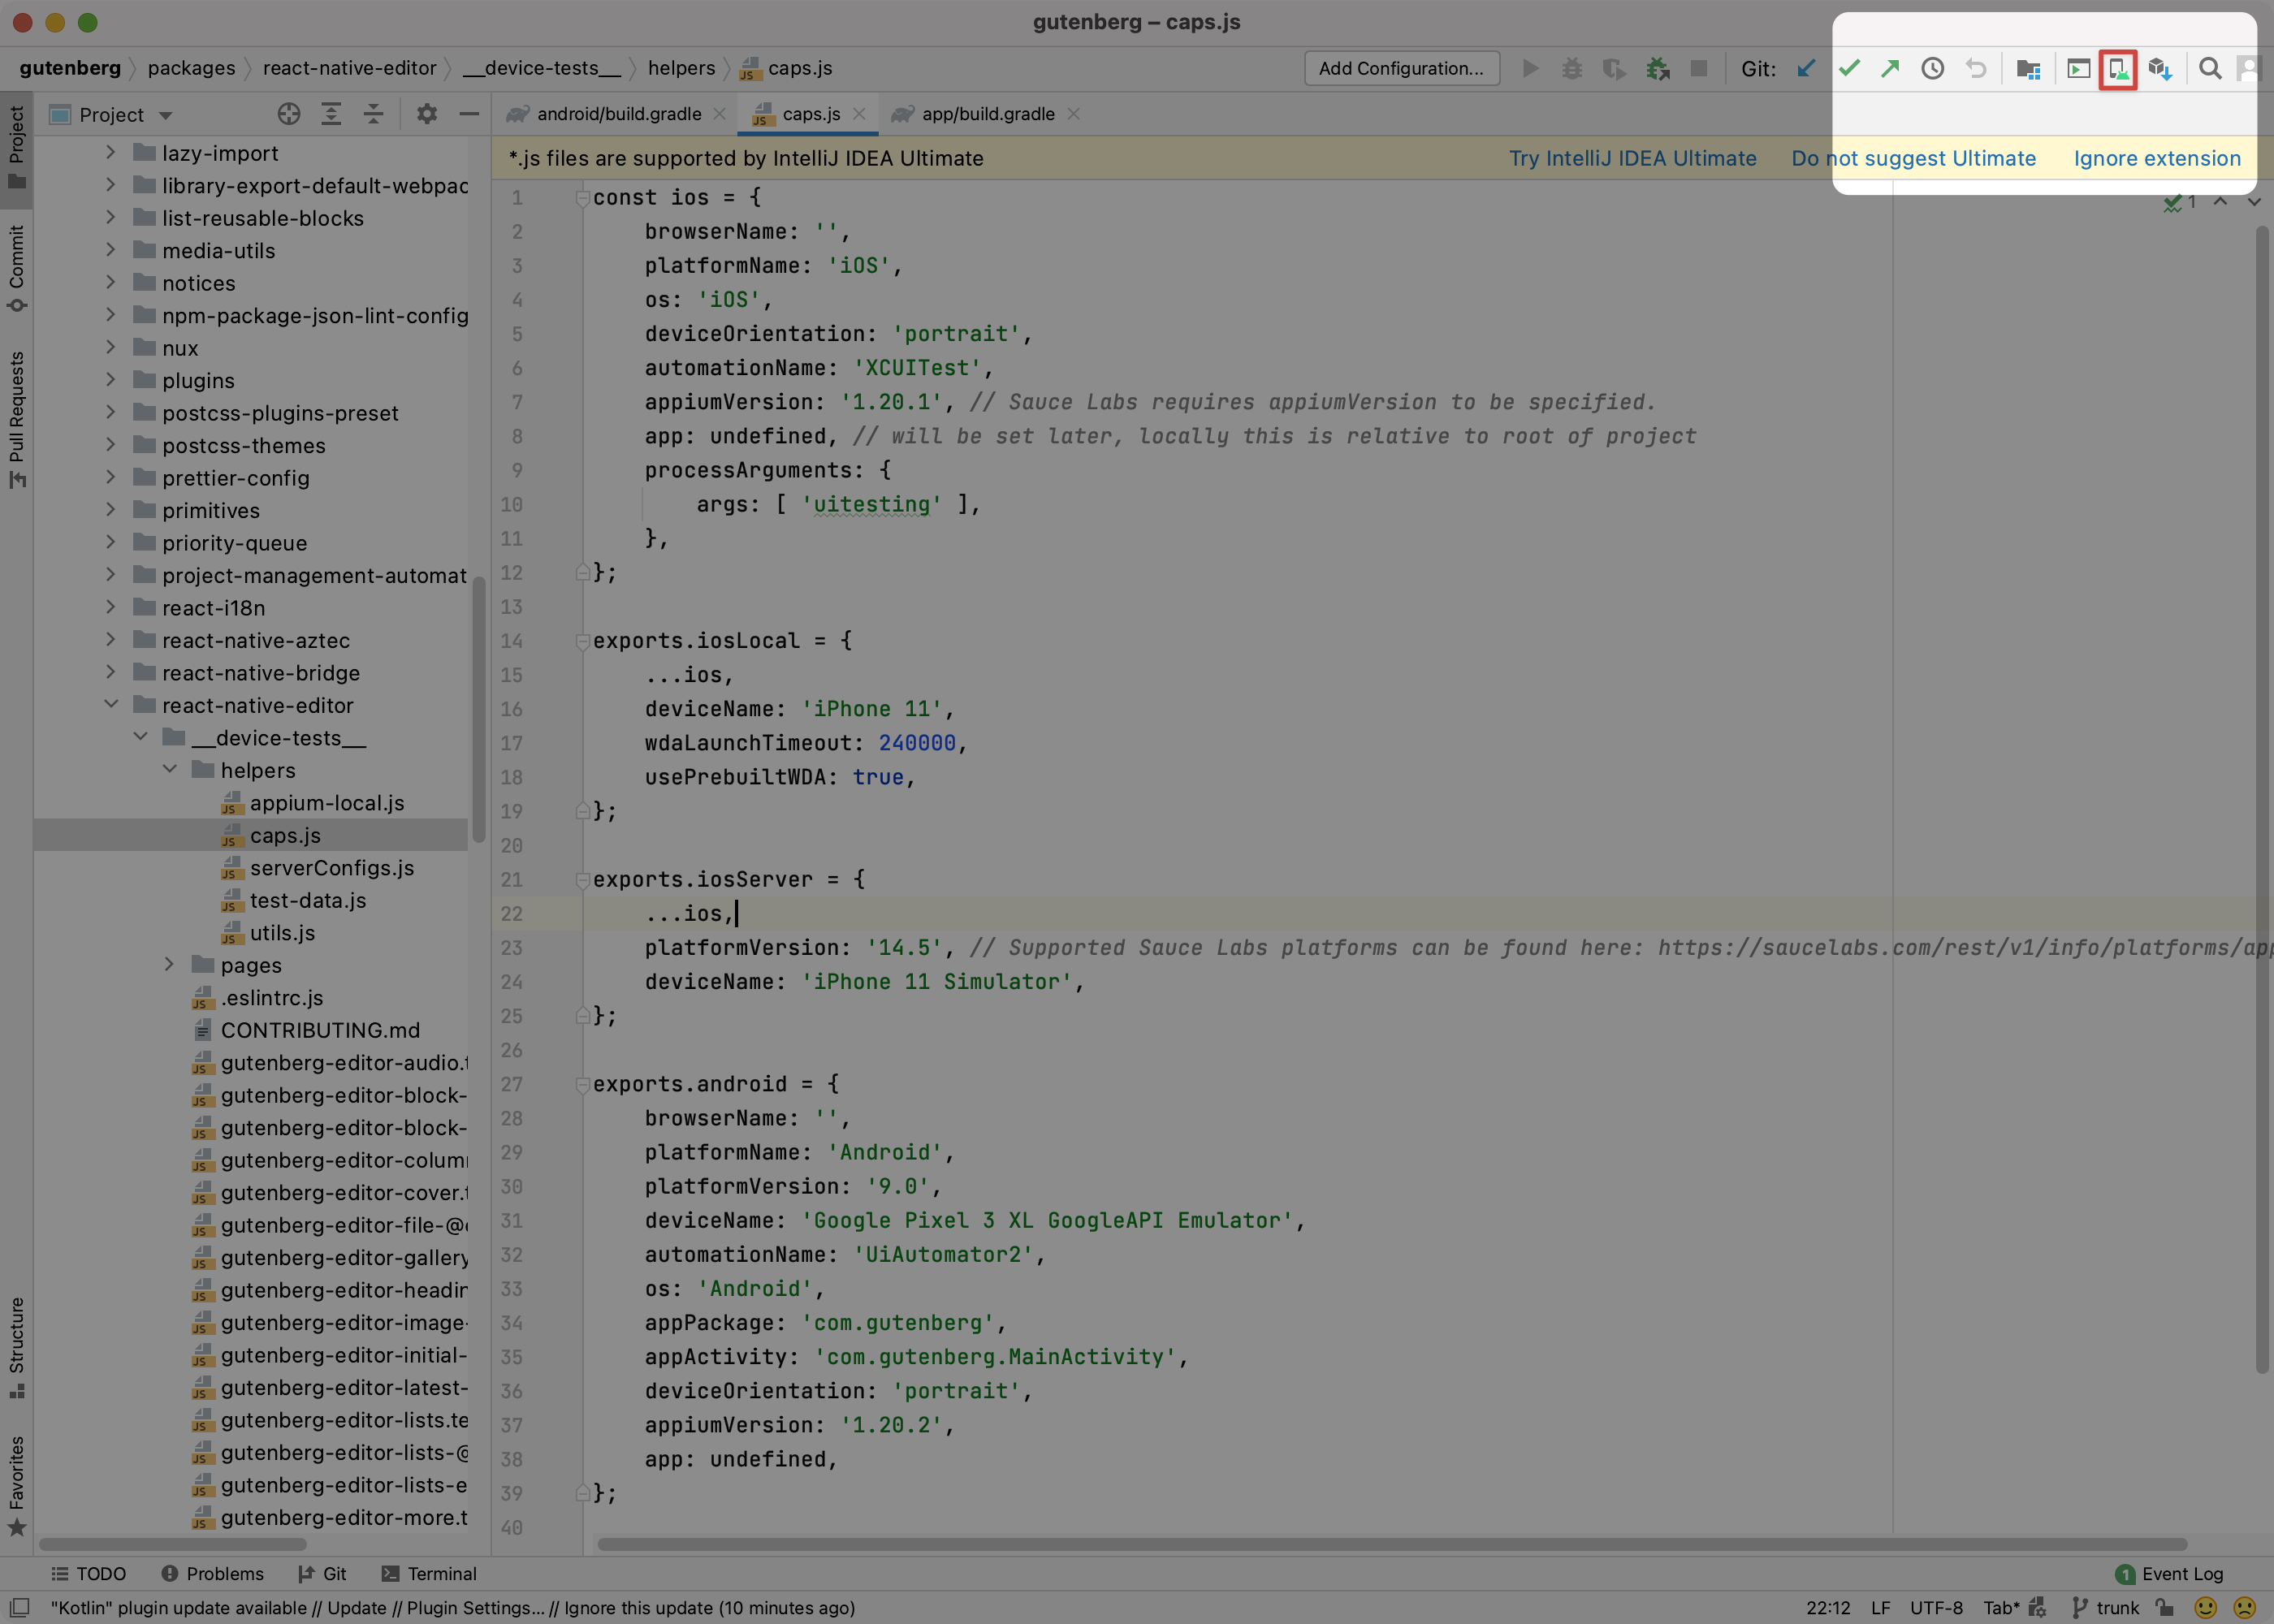 gutenberg – caps.js
gutenberg packages react-native-editor __device-tests__ helpers caps.js
Add Configuration...
Git:
Project
android/build.gradle
caps.js
app/build.gradle
*.js files are supported by IntelliJ IDEA Ultimate
Try IntelliJ IDEA Ultimate
Do not suggest Ultimate
Ignore extension
1
Project
Commit
Pull Requests
Structure
Favorites
lazy-import
library-export-default-webpac
list-reusable-blocks
media-utils
notices
npm-package-json-lint-config
nux
plugins
postcss-plugins-preset
postcss-themes
prettier-config
primitives
priority-queue
project-management-automat
react-i18n
react-native-aztec
react-native-bridge
react-native-editor
__device-tests__
helpers
appium-local.js
caps.js
serverConfigs.js
test-data.js
utils.js
pages
.eslintrc.js
CONTRIBUTING.md
gutenberg-editor-audio.t
gutenberg-editor-block-
gutenberg-editor-block-
gutenberg-editor-colum
gutenberg-editor-cover.t
gutenberg-editor-file-@
gutenberg-editor-gallery
gutenberg-editor-headin
gutenberg-editor-image-
gutenberg-editor-initial-
gutenberg-editor-latest-
gutenberg-editor-lists.te
gutenberg-editor-lists-@
gutenberg-editor-lists-e
gutenberg-editor-more.t
1 const ios = {
2 browserName: '',
3 platformName: 'iOS',
4 os: 'iOS',
5 deviceOrientation: 'portrait',
6 automationName: 'XCUITest',
7 appiumVersion: '1.20.1', // Sauce Labs requires appiumVersion to be specified.
8 app: undefined, // will be set later, locally this is relative to root of project
9 processArguments: {
10 args: [ 'uitesting' ],
11 },
12 };
13
14 exports.iosLocal = {
15 ...ios,
16 deviceName: 'iPhone 11',
17 wdaLaunchTimeout: 240000,
18 usePrebuiltWDA: true,
19 };
20
21 exports.iosServer = {
22 ...ios,
23 platformVersion: '14.5', // Supported Sauce Labs platforms can be found here: https://saucelabs.com/rest/v1/info/platforms/app
24 deviceName: 'iPhone 11 Simulator',
25 };
26
27 exports.android = {
28 browserName: '',
29 platformName: 'Android',
30 platformVersion: '9.0',
31 deviceName: 'Google Pixel 3 XL GoogleAPI Emulator',
32 automationName: 'UiAutomator2',
33 os: 'Android',
34 appPackage: 'com.gutenberg',
35 appActivity: 'com.gutenberg.MainActivity',
36 deviceOrientation: 'portrait',
37 appiumVersion: '1.20.2',
38 app: undefined,
39 };
40
TODO Problems Git Terminal
1 Event Log
"Kotlin" plugin update available // Update // Plugin Settings... // Ignore this update (10 minutes ago)
22:12 LF UTF-8 Tab* trunk